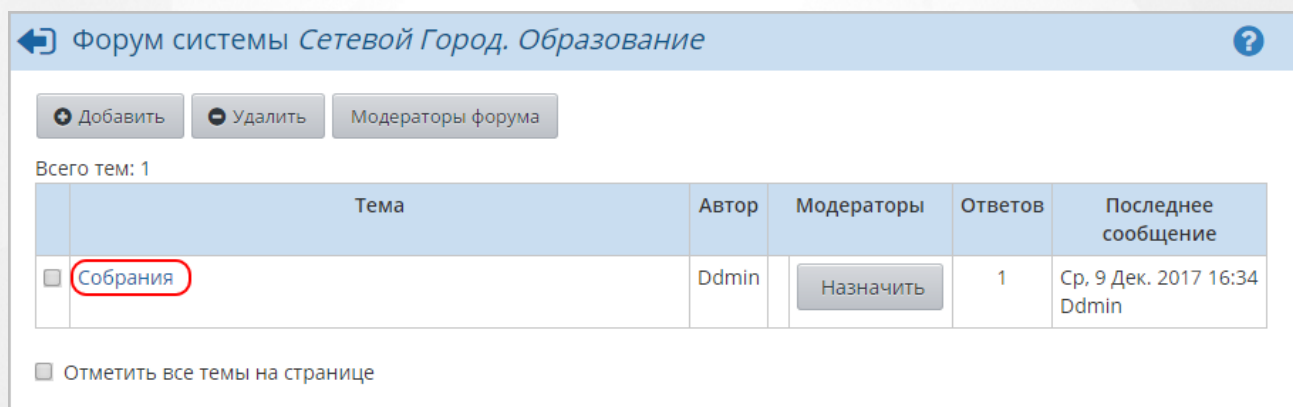 Форум системы Сетевой Город. Образование
Добавить Удалить Модераторы форума
Всего тем: 1
Тема Автор Модераторы Ответов Последнее сообщение
Собрания Ddmin Назначить 1 Ср, 9 Дек. 2017 16:34
Ddmin
Отметить все темы на странице